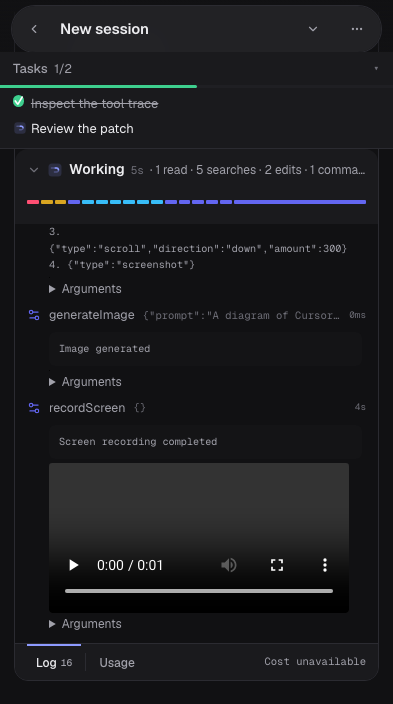 New session
Tasks 1/2
Inspect the tool trace
Review the patch
Working 5s · 1 read · 5 searches · 2 edits · 1 comma…
3.
{"type":"scroll","direction":"down","amount":300}
4. {"type":"screenshot"}
Arguments
generateImage {"prompt":"A diagram of Cursor… 0ms
Image generated
Arguments
recordScreen {} 4s
Screen recording completed
0:00 / 0:01
Arguments
Log 16 Usage Cost unavailable